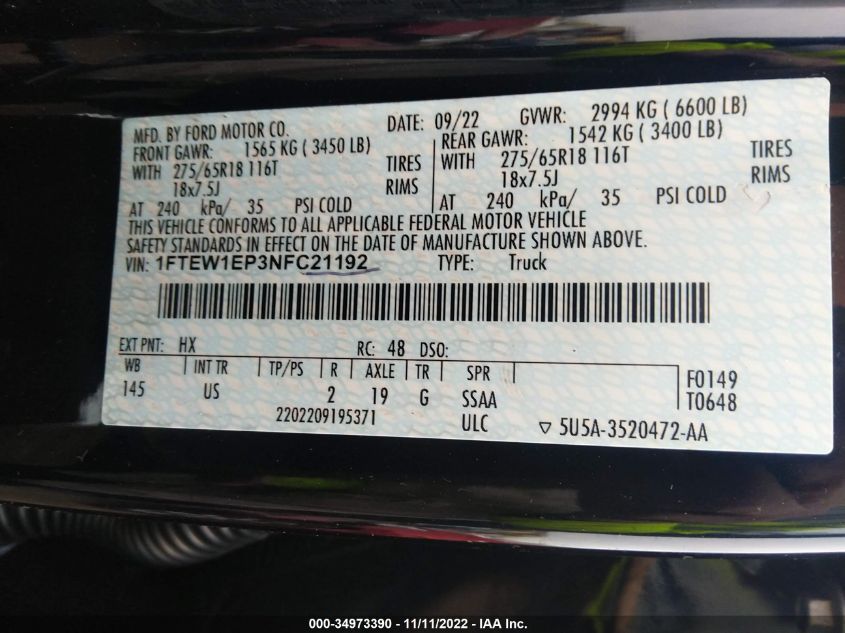 MFD. BY FORD MOTOR CO. DATE: 09/22 GVWR: 2994 KG ( 6600 LB)
FRONT GAWR: 1565 KG ( 3450 LB) REAR GAWR: 1542 KG ( 3400 LB)
WITH 275/65R18 116T TIRES WITH 275/65R18 116T TIRES
18x7.5J RIMS 18x7.5J RIMS
AT 240 kPa/ 35 PSI COLD AT 240 kPa/ 35 PSI COLD
THIS VEHICLE CONFORMS TO ALL APPLICABLE FEDERAL MOTOR VEHICLE
SAFETY STANDARDS IN EFFECT ON THE DATE OF MANUFACTURE SHOWN ABOVE.
VIN: 1FTEW1EP3NFC21192 TYPE: Truck
EXT PNT: HX RC: 48 DSO:
WB INT TR TP/PS R AXLE TR SPR F0149
145 US 2 19 G SSAA T0648
2202209195371 ULC ▽ 5U5A-3520472-AA
000-34973390 - 11/11/2022 - IAA Inc.